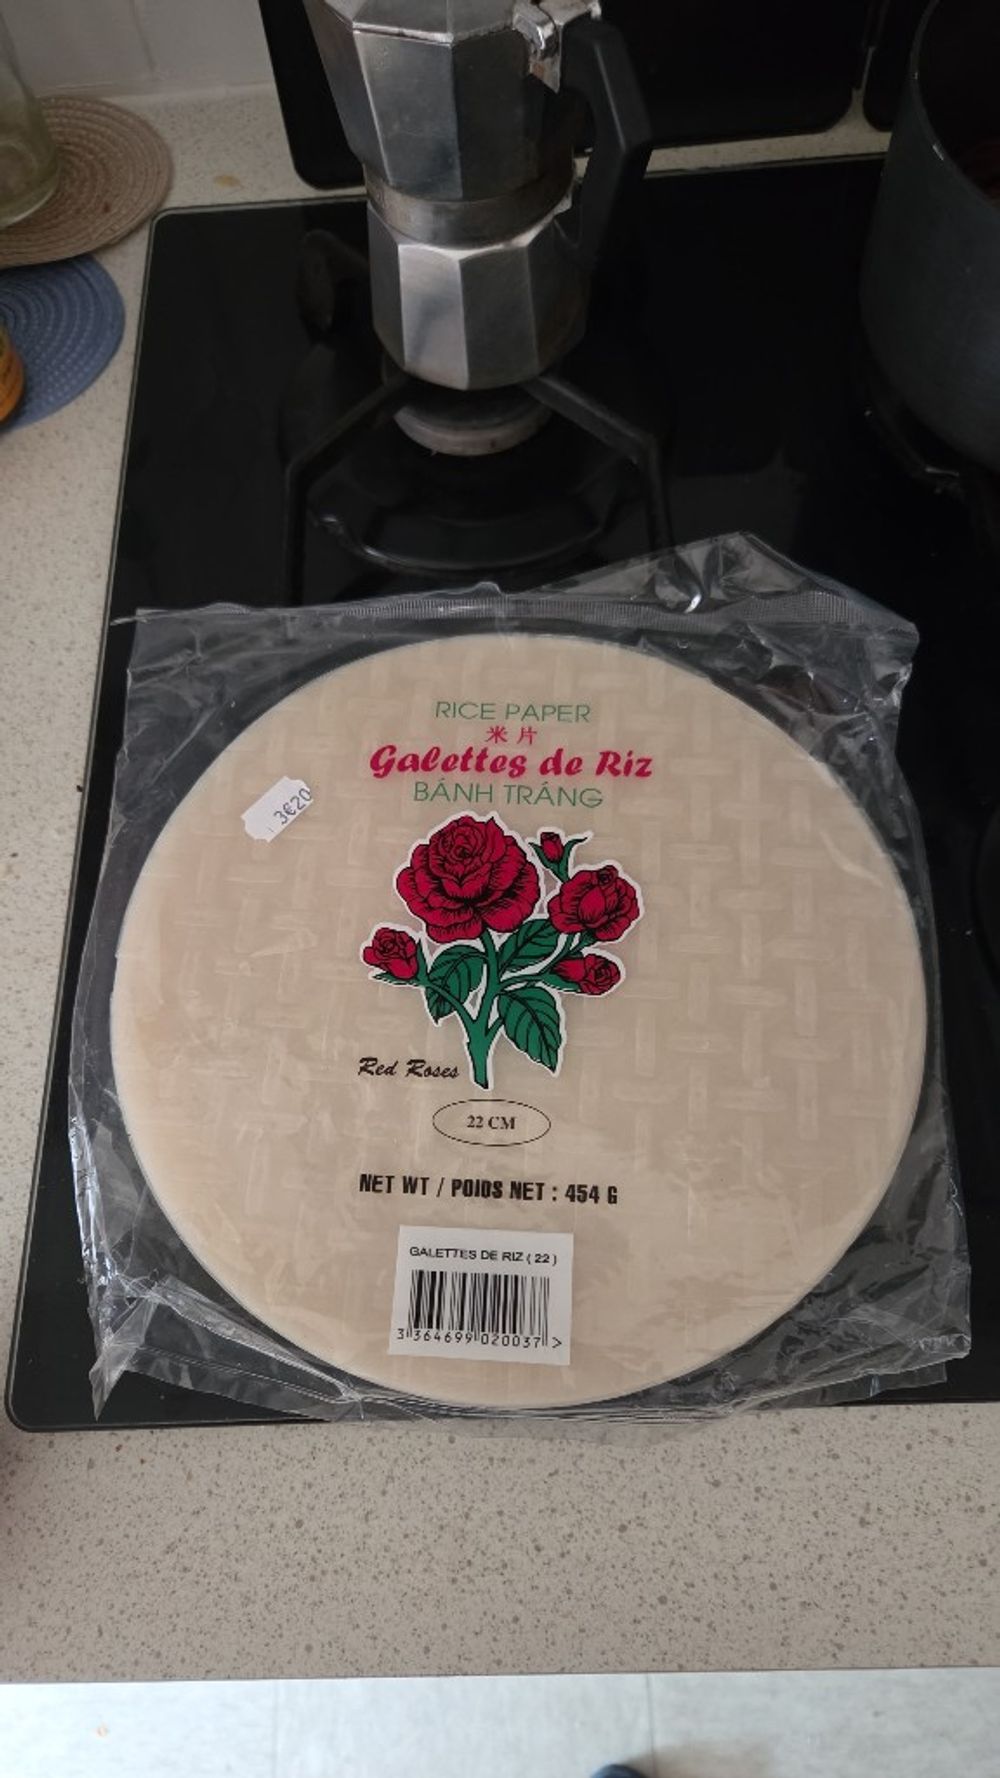 RICE PAPER
米片
Galettes de Riz
BÁNH TRÁNG
3€20
Red Roses
22 CM
NET WT / POIDS NET : 454 G
GALETTES DE RIZ ( 22 )
3 364699 020037 >